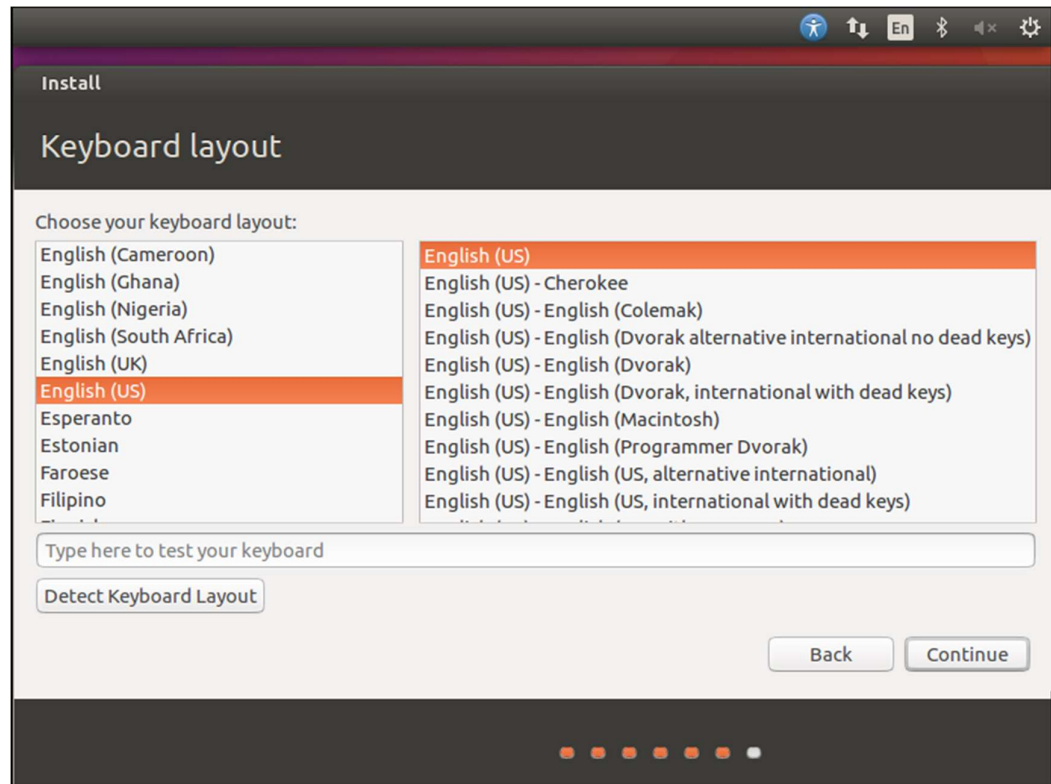 En
Install
Keyboard layout
Choose your keyboard layout:
English (Cameroon)
English (Ghana)
English (Nigeria)
English (South Africa)
English (UK)
English (US)
Esperanto
Estonian
Faroese
Filipino
English (US)
English (US) - Cherokee
English (US) - English (Colemak)
English (US) - English (Dvorak alternative international no dead keys)
English (US) - English (Dvorak)
English (US) - English (Dvorak, international with dead keys)
English (US) - English (Macintosh)
English (US) - English (Programmer Dvorak)
English (US) - English (US, alternative international)
English (US) - English (US, international with dead keys)
Type here to test your keyboard
Detect Keyboard Layout
Back
Continue